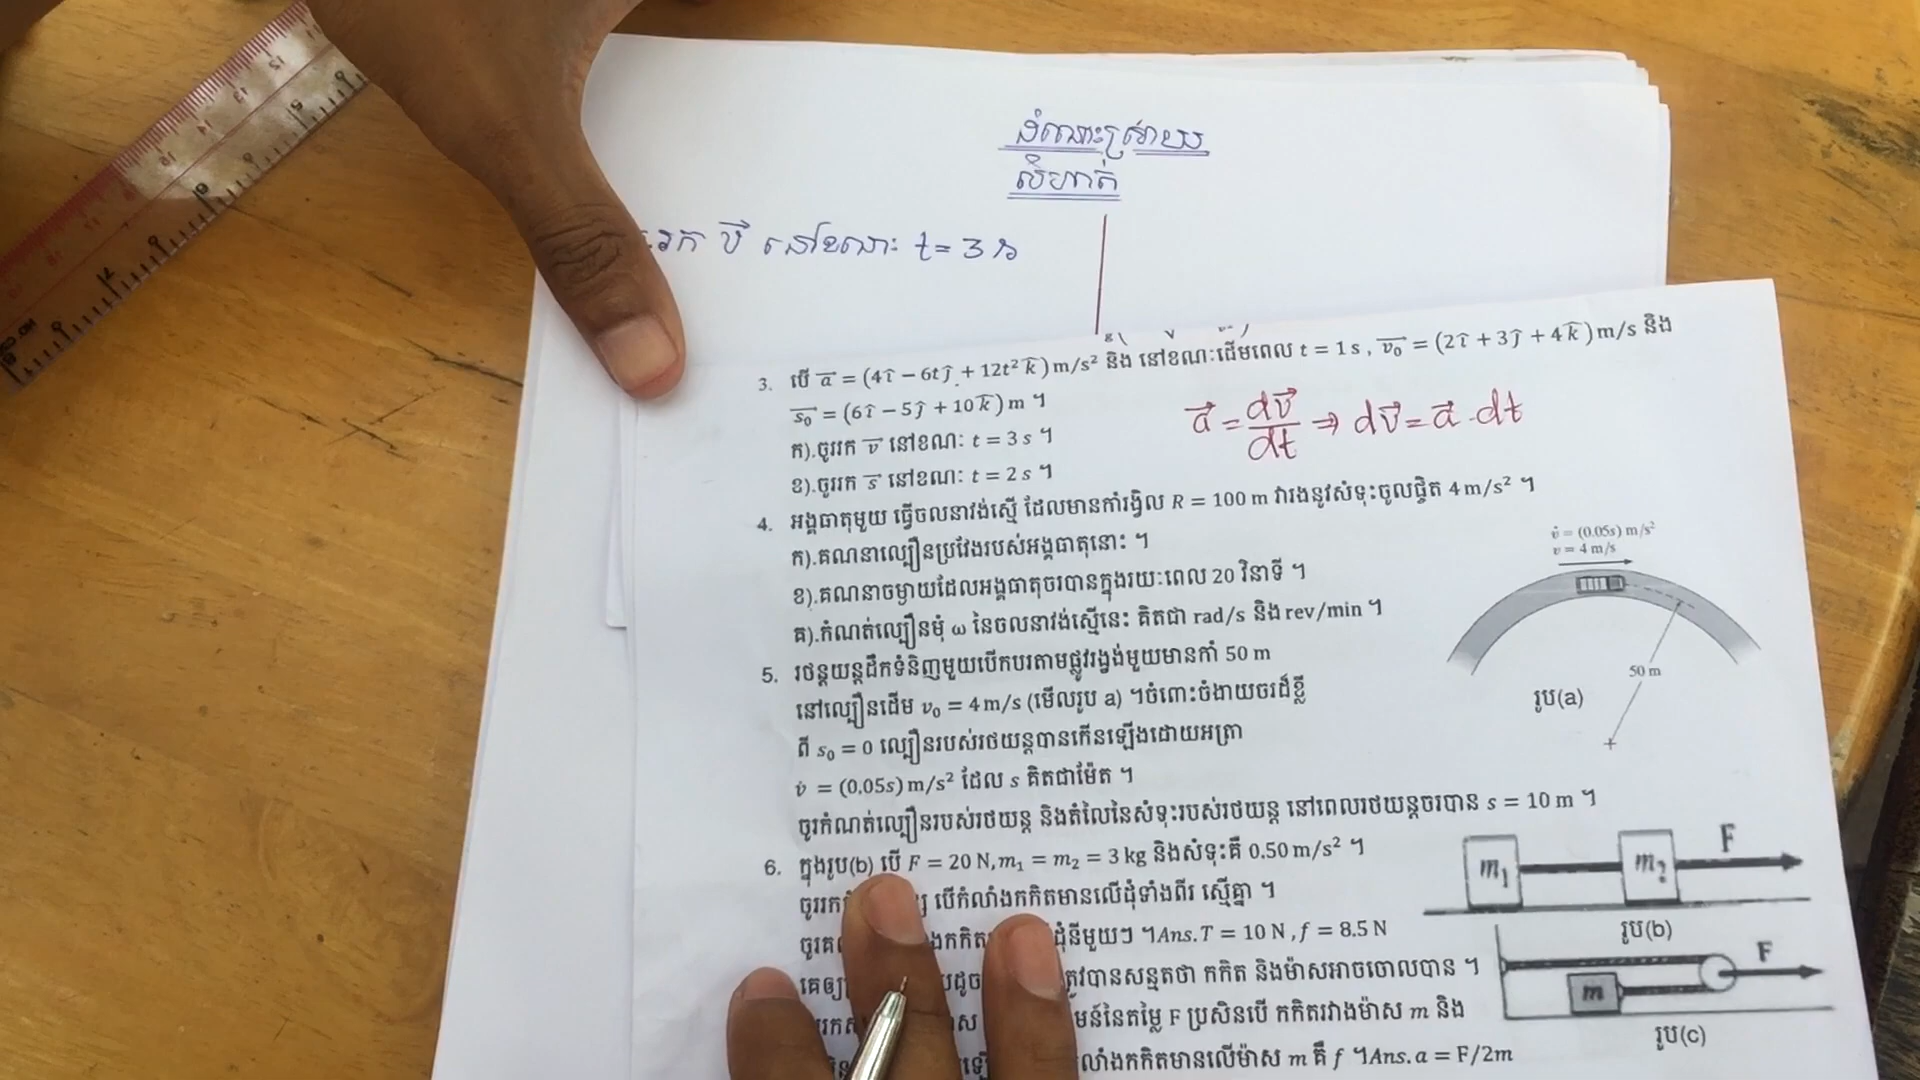 ដំណោះស្រាយ
លំហាត់
រក v⃗ នៅខណៈ t = 3 s
3. បើ a⃗ = (4î − 6tĵ + 12t² k̂) m/s² និង នៅខណៈដើមពេល t = 1 s , v₀⃗ = (2î + 3ĵ + 4k̂) m/s និង
s₀⃗ = (6î − 5ĵ + 10k̂) m ។
a⃗ = dv⃗/dt ⇒ dv⃗ = a⃗ · dt
ក).ចូររក v⃗ នៅខណៈ t = 3 s ។
ខ).ចូររក s⃗ នៅខណៈ t = 2 s ។
4. អង្គធាតុមួយ ធ្វើចលនាវង់ស្មើ ដែលមានកាំរង្វិល R = 100 m រងនូវសំទុះចូលផ្ចិត 4 m/s² ។
ក).គណនាល្បឿនប្រវែងរបស់អង្គធាតុនោះ ។
ខ).គណនាចម្ងាយដែលអង្គធាតុចរបានក្នុងរយៈពេល 20 វិនាទី ។
គ).កំណត់ល្បឿនមុំ ω នៃចលនាវង់ស្មើនេះ គិតជា rad/s និង rev/min ។
v̇ = (0.05s) m/s²
v = 4 m/s
50 m
រូប(a)
5. រថន្តយន្តដឹកទំនិញមួយបើកបរតាមផ្លូវរង្វង់មួយមានកាំ 50 m
នៅល្បឿនដើម v₀ = 4 m/s (មើលរូប a) ។ចំពោះចំងាយចរដ៏ខ្លី
ពី s₀ = 0 ល្បឿនរបស់រថយន្តបានកើនឡើងដោយអត្រា
v̇ = (0.05s) m/s² ដែល s គិតជាម៉ែត ។
ចូរកំណត់ល្បឿនរបស់រថយន្ត និងតំលៃនៃសំទុះរបស់រថយន្ត នៅពេលរថយន្តចរបាន s = 10 m ។
6. ក្នុងរូប(b) បើ F = 20 N, m₁ = m₂ = 3 kg និងសំទុះគឺ 0.50 m/s² ។
ចូររក បើកំលាំងកកិតមានលើដុំទាំងពីរ ស្មើគ្នា ។
ដុំនីមួយៗ ។Ans. T = 10 N , f = 8.5 N
m₁ m₂ F
រូប(b)
គេឲ្យ ត្រូវបានសន្មតថា កកិត និងម៉ាសអាចចោលបាន ។
នៃតម្លៃ F ប្រសិនបើ កកិតរវាងម៉ាស m និង
កំលាំងកកិតមានលើម៉ាស m គឺ f ។Ans. a = F/2m
m F
រូប(c)